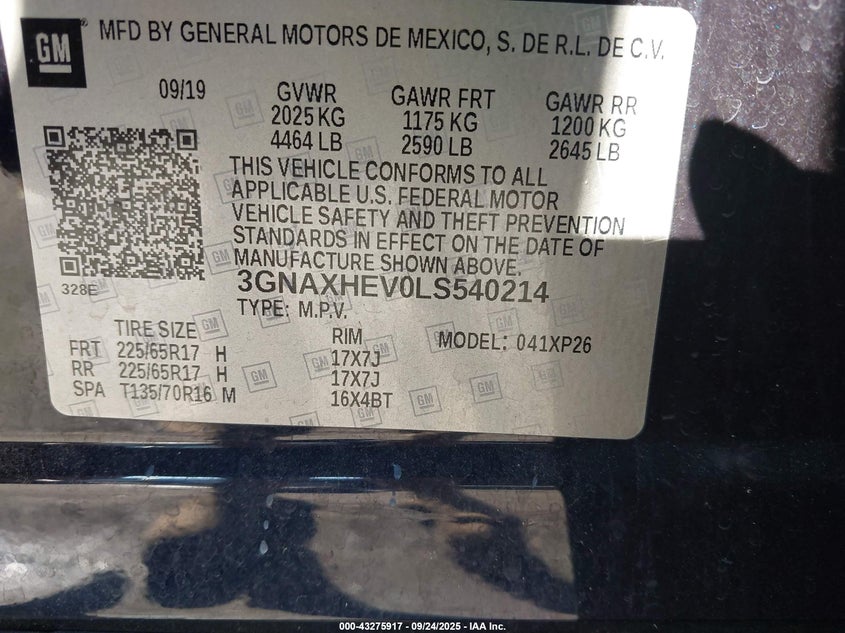 GM
MFD BY GENERAL MOTORS DE MEXICO, S. DE R.L. DE C.V.
09/19 GVWR GAWR FRT GAWR RR
2025 KG 1175 KG 1200 KG
4464 LB 2590 LB 2645 LB
THIS VEHICLE CONFORMS TO ALL
APPLICABLE U.S. FEDERAL MOTOR
VEHICLE SAFETY AND THEFT PREVENTION
STANDARDS IN EFFECT ON THE DATE OF
MANUFACTURE SHOWN ABOVE.
328E
3GNAXHEV0LS540214
TYPE: M.P.V.
TIRE SIZE RIM MODEL: 041XP26
FRT 225/65R17 H 17X7J
RR 225/65R17 H 17X7J
SPA T135/70R16 M 16X4BT
000-43275917 - 09/24/2025 - IAA Inc.